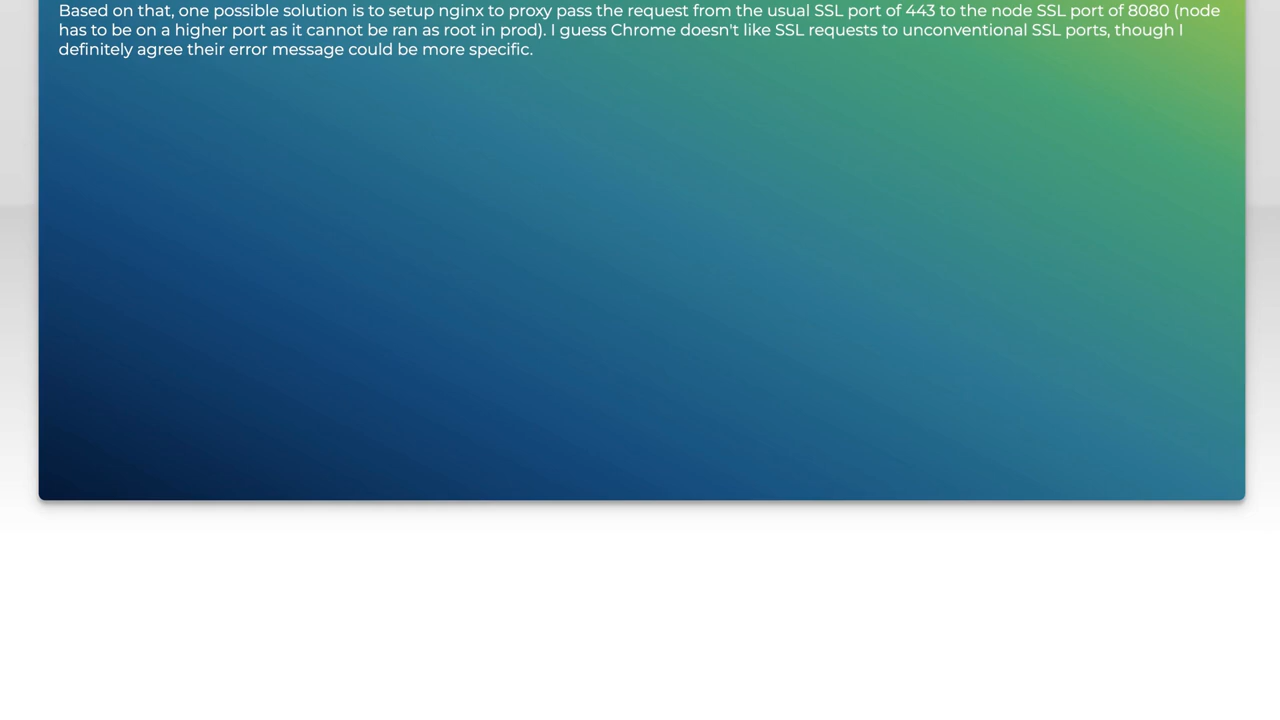 Based on that, one possible solution is to setup nginx to proxy pass the request from the usual SSL port of 443 to the node SSL port of 8080 (node
has to be on a higher port as it cannot be ran as root in prod). I guess Chrome doesn't like SSL requests to unconventional SSL ports, though I
definitely agree their error message could be more specific.